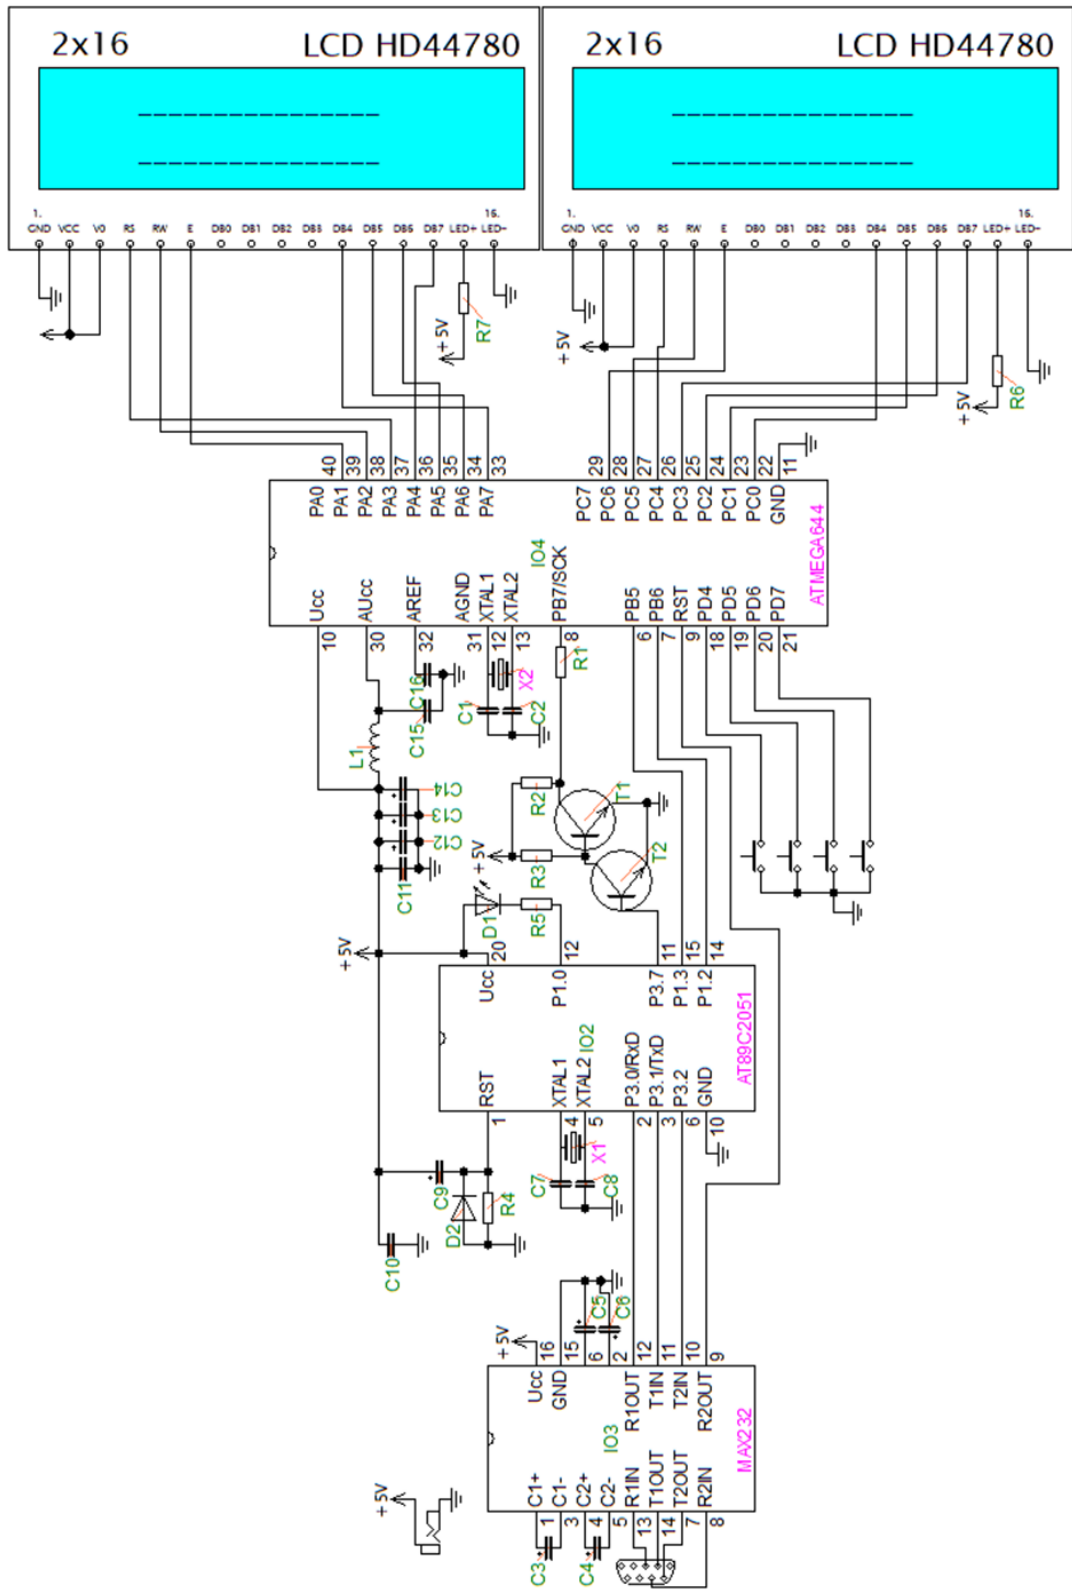 2x16 LCD HD44780
1. 16.
GND VCC V0 RS RW E DB0 DB1 DB2 DB3 DB4 DB5 DB6 DB7 LED+ LED-
2x16 LCD HD44780
1. 16.
GND VCC V0 RS RW E DB0 DB1 DB2 DB3 DB4 DB5 DB6 DB7 LED+ LED-
+5V R7
+5V
+5V R6
40 39 38 37 36 35 34 33
29 28 27 26 25 24 23 22 11
PA0 PA1 PA2 PA3 PA4 PA5 PA6 PA7
PC7 PC6 PC5 PC4 PC3 PC2 PC1 PC0 GND
IO4
ATMEGA644
Ucc AUcc AREF AGND XTAL1 XTAL2 PB7/SCK PB5 PB6 RST PD4 PD5 PD6 PD7
10 30 32 31 12 13 8 6 7 9 18 19 20 21
C16
C15
L1
C1
C2
X2
R1
C14
C13
C12
C11
R2
T1
+5V
R3
T2
D1
R5
+5V
20 12 11 15 14
Ucc P1.0 P3.7 P1.3 P1.2
IO2
AT89C2051
RST XTAL1 XTAL2 P3.0/RxD P3.1/TxD P3.2 GND
1 4 5 2 3 6 10
X1
C7
C8
C9
D2
R4
C10
C5
C6
+5V
16 15 6 2 12 11 10 9
Ucc GND R1OUT T1IN T2IN R2OUT
IO3
MAX232
C1+ C1- C2+ C2- R1IN T1OUT T2OUT R2IN
1 3 4 5 13 14 7 8
+5V
C3
C4